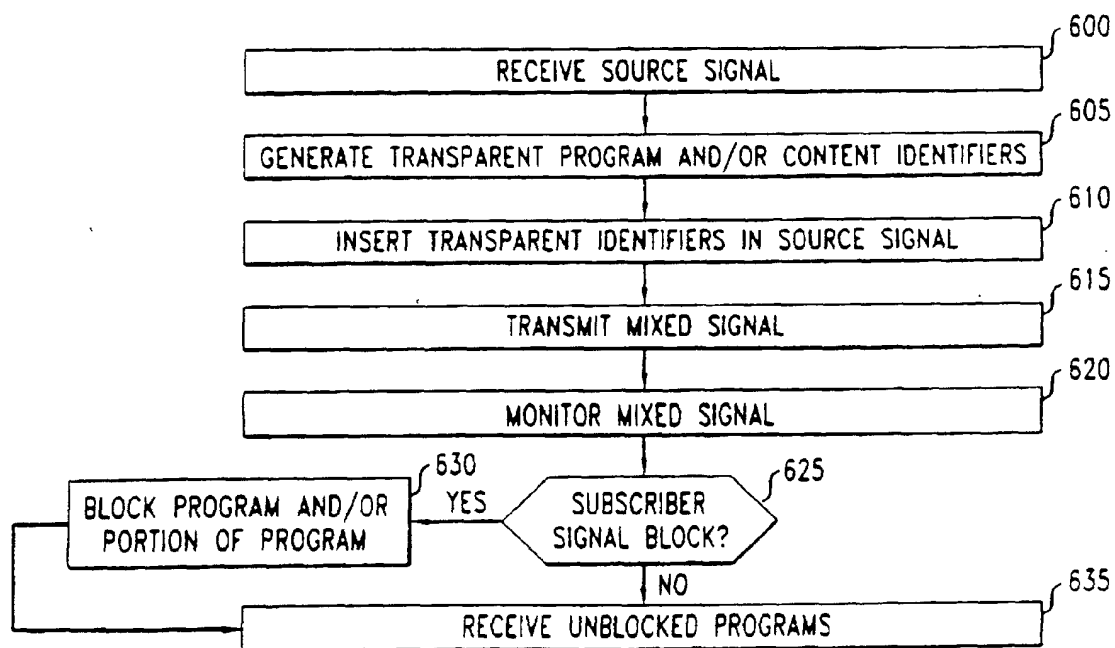 600
RECEIVE SOURCE SIGNAL
605
GENERATE TRANSPARENT PROGRAM AND/OR CONTENT IDENTIFIERS
610
INSERT TRANSPARENT IDENTIFIERS IN SOURCE SIGNAL
615
TRANSMIT MIXED SIGNAL
620
MONITOR MIXED SIGNAL
625
SUBSCRIBER
SIGNAL BLOCK?
YES
630
BLOCK PROGRAM AND/OR
PORTION OF PROGRAM
NO
635
RECEIVE UNBLOCKED PROGRAMS